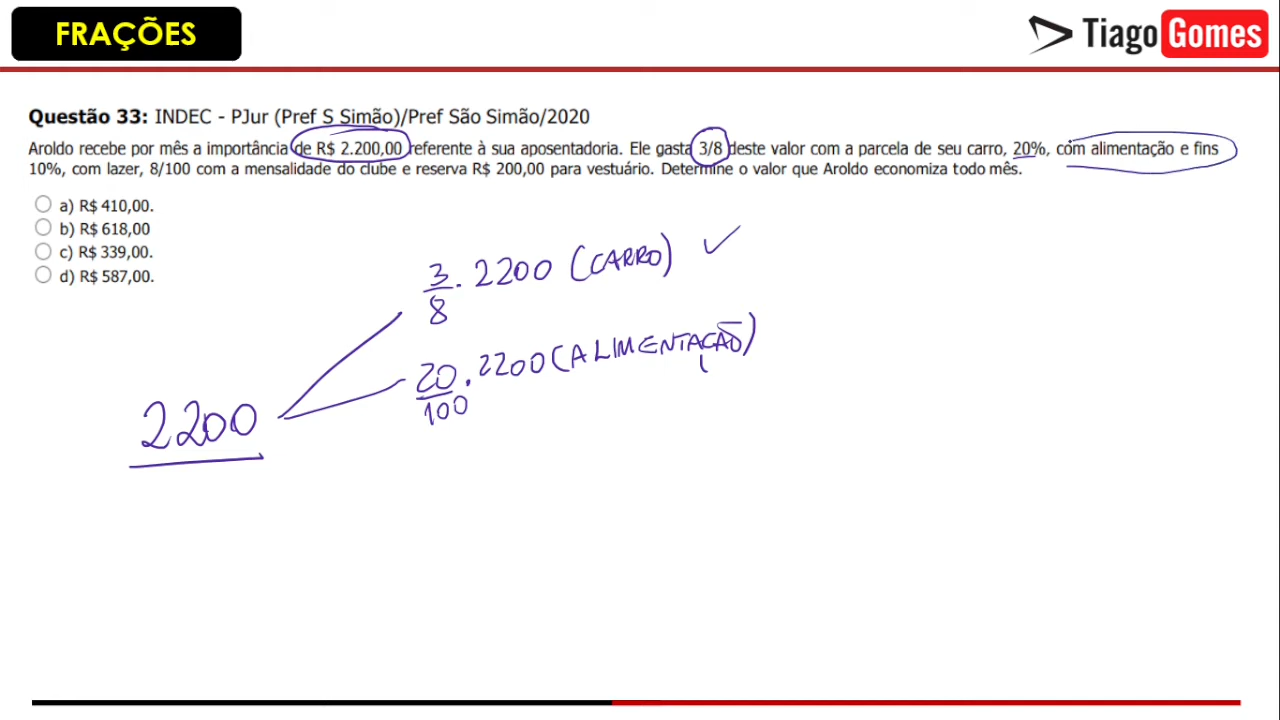 FRAÇÕES
Tiago Gomes
Questão 33: INDEC - PJur (Pref S Simão)/Pref São Simão/2020
Aroldo recebe por mês a importância de R$ 2.200,00 referente à sua aposentadoria. Ele gasta 3/8 deste valor com a parcela de seu carro, 20%, com alimentação e fins
10%, com lazer, 8/100 com a mensalidade do clube e reserva R$ 200,00 para vestuário. Determine o valor que Aroldo economiza todo mês.
a) R$ 410,00.
b) R$ 618,00
c) R$ 339,00.
d) R$ 587,00.
3/8 . 2200 (CARRO) ✓
20/100 . 2200 (ALIMENTAÇÃO)
2200